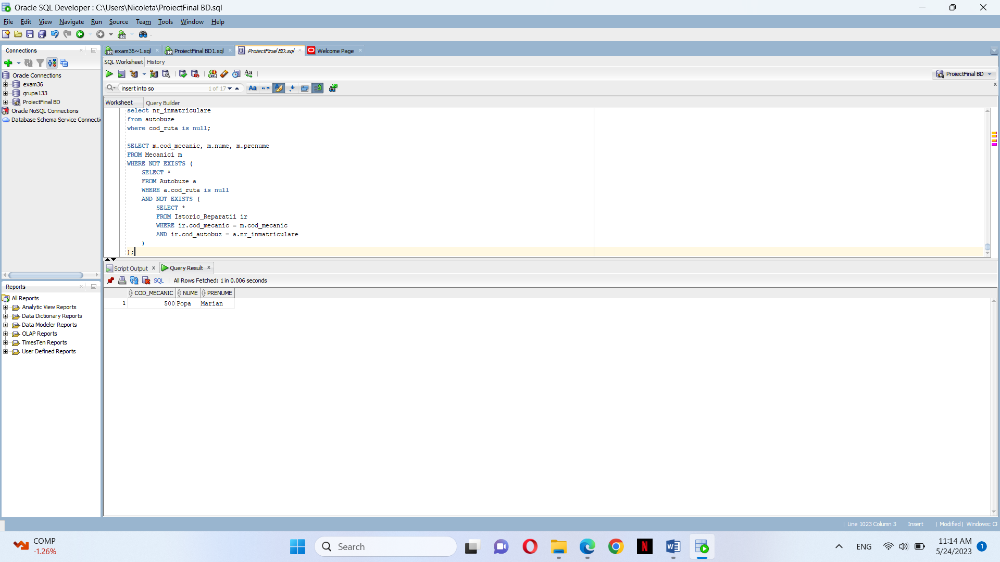 Oracle SQL Developer : C:\Users\Nicoleta\ProiectFinal BD.sql
File Edit View Navigate Run Source Team Tools Window Help
Connections
Oracle Connections
exam36
grupa133
ProiectFinal BD
Oracle NoSQL Connections
Database Schema Service Connecti
Reports
All Reports
Analytic View Reports
Data Dictionary Reports
Data Modeler Reports
OLAP Reports
TimesTen Reports
User Defined Reports
exam36~1.sql ProiectFinal BD1.sql ProiectFinal BD.sql Welcome Page
SQL Worksheet History
Aa
ProiectFinal BD
insert into so 1 of 17 Aa “” .*
Worksheet Query Builder
select nr_inmatriculare
from autobuze
where cod_ruta is null;
SELECT m.cod_mecanic, m.nume, m.prenume
FROM Mecanici m
WHERE NOT EXISTS (
SELECT *
FROM Autobuze a
WHERE a.cod_ruta is null
AND NOT EXISTS (
SELECT *
FROM Istoric_Reparatii ir
WHERE ir.cod_mecanic = m.cod_mecanic
AND ir.cod_autobuz = a.nr_inmatriculare
)
);
Script Output x Query Result x
SQL | All Rows Fetched: 1 in 0.006 seconds
COD_MECANIC NUME PRENUME
1 500 Popa Marian
| Line 1023 Column 3 Insert | Modified | Windows: CF
COMP
-1.26%
Search
ENG
11:14 AM
5/24/2023
1